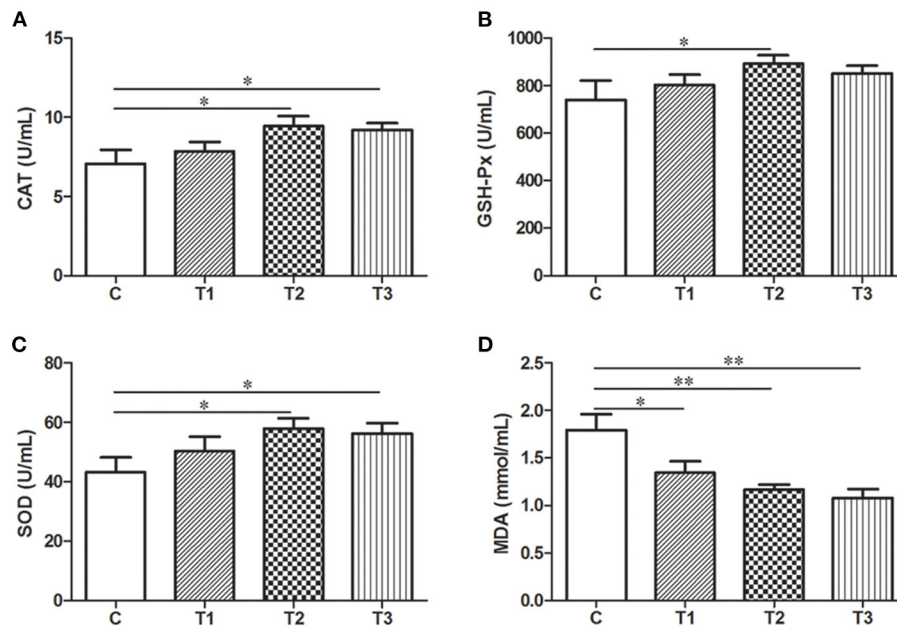 A
CAT (U/mL)
15
10
5
0
*
*
C T1 T2 T3
B
GSH-Px (U/mL)
1000
800
600
400
200
0
*
C T1 T2 T3
C
SOD (U/mL)
80
60
40
20
0
*
*
C T1 T2 T3
D
MDA (mmol/mL)
2.5
2.0
1.5
1.0
0.5
0.0
**
**
*
C T1 T2 T3